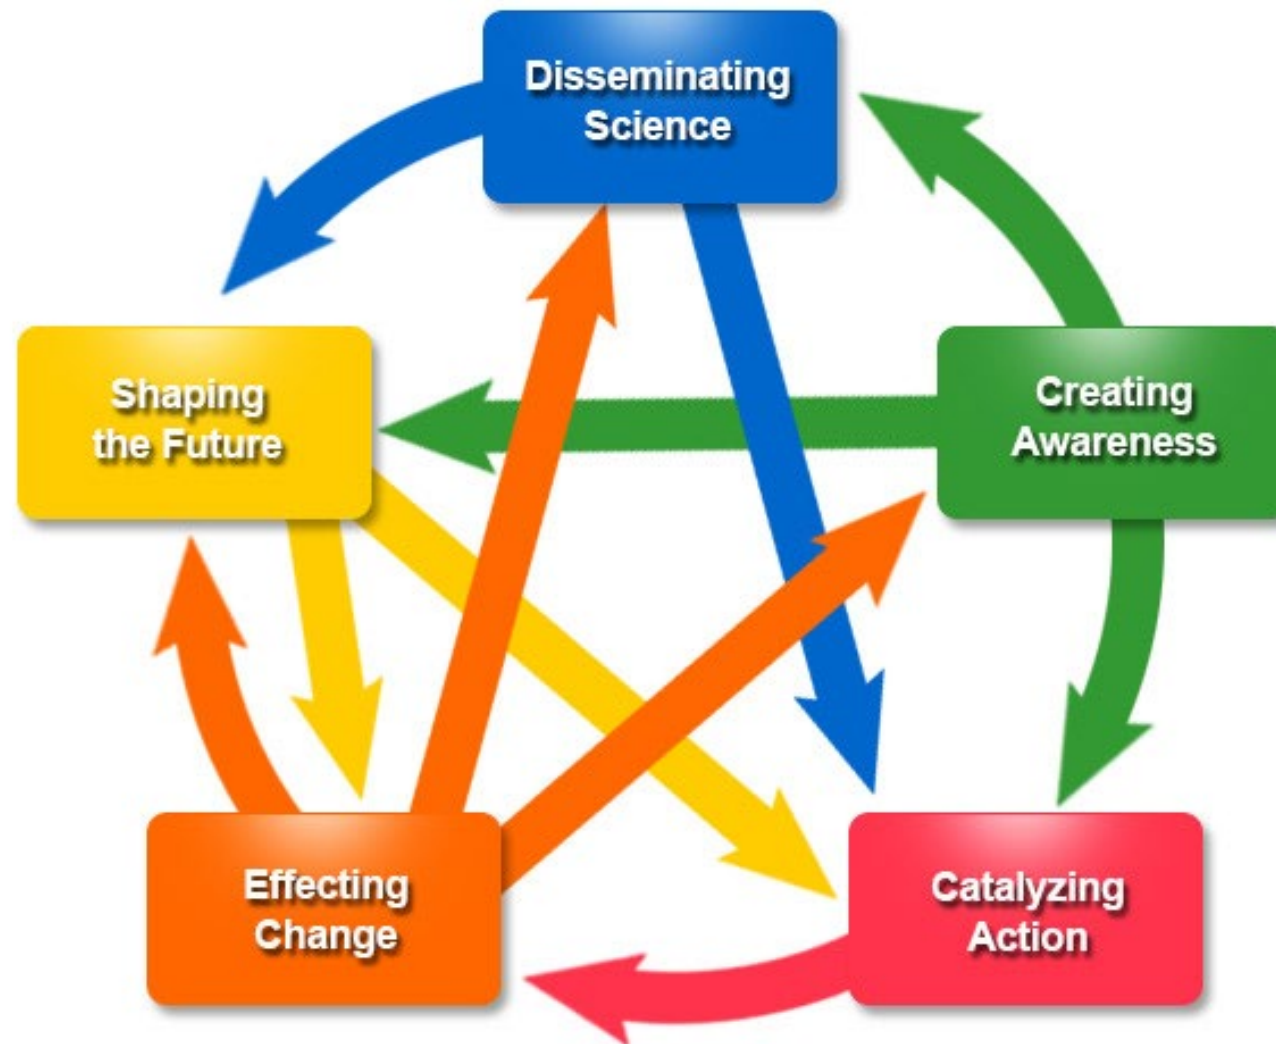 Disseminating
Science
Shaping
the Future
Creating
Awareness
Effecting
Change
Catalyzing
Action